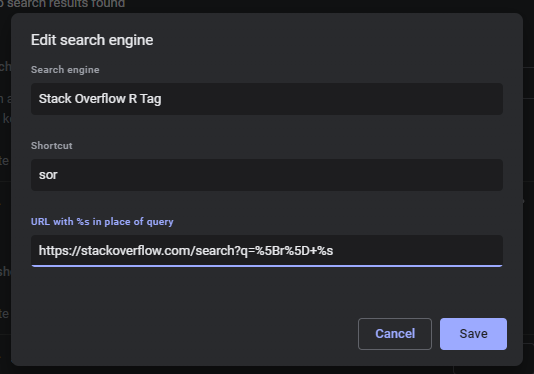 o search results found
Edit search engine
Search engine
Stack Overflow R Tag
Shortcut
sor
URL with %s in place of query
https://stackoverflow.com/search?q=%5Br%5D+%s
Cancel
Save